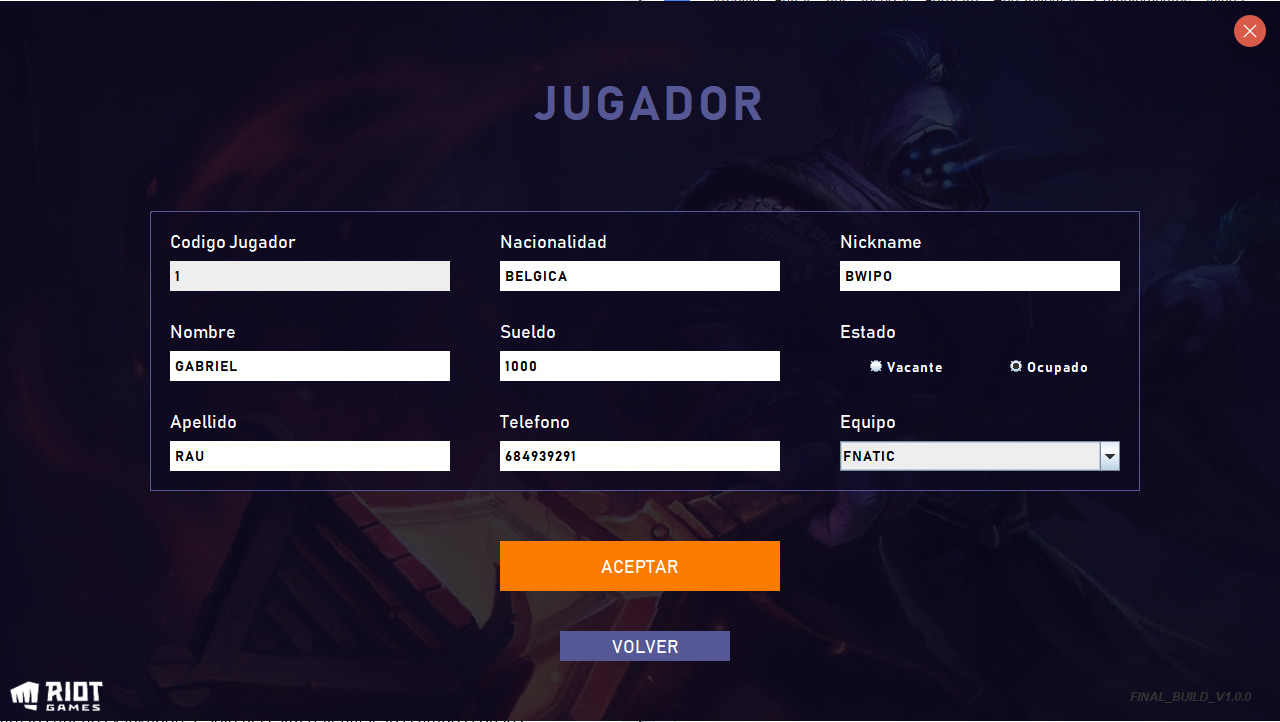 JUGADOR
Codigo Jugador
1
Nacionalidad
BELGICA
Nickname
BWIPO
Nombre
GABRIEL
Sueldo
1000
Estado
Vacante
Ocupado
Apellido
RAU
Telefono
684939291
Equipo
FNATIC
ACEPTAR
VOLVER
RIOT
GAMES
FINAL_BUILD_V1.0.0